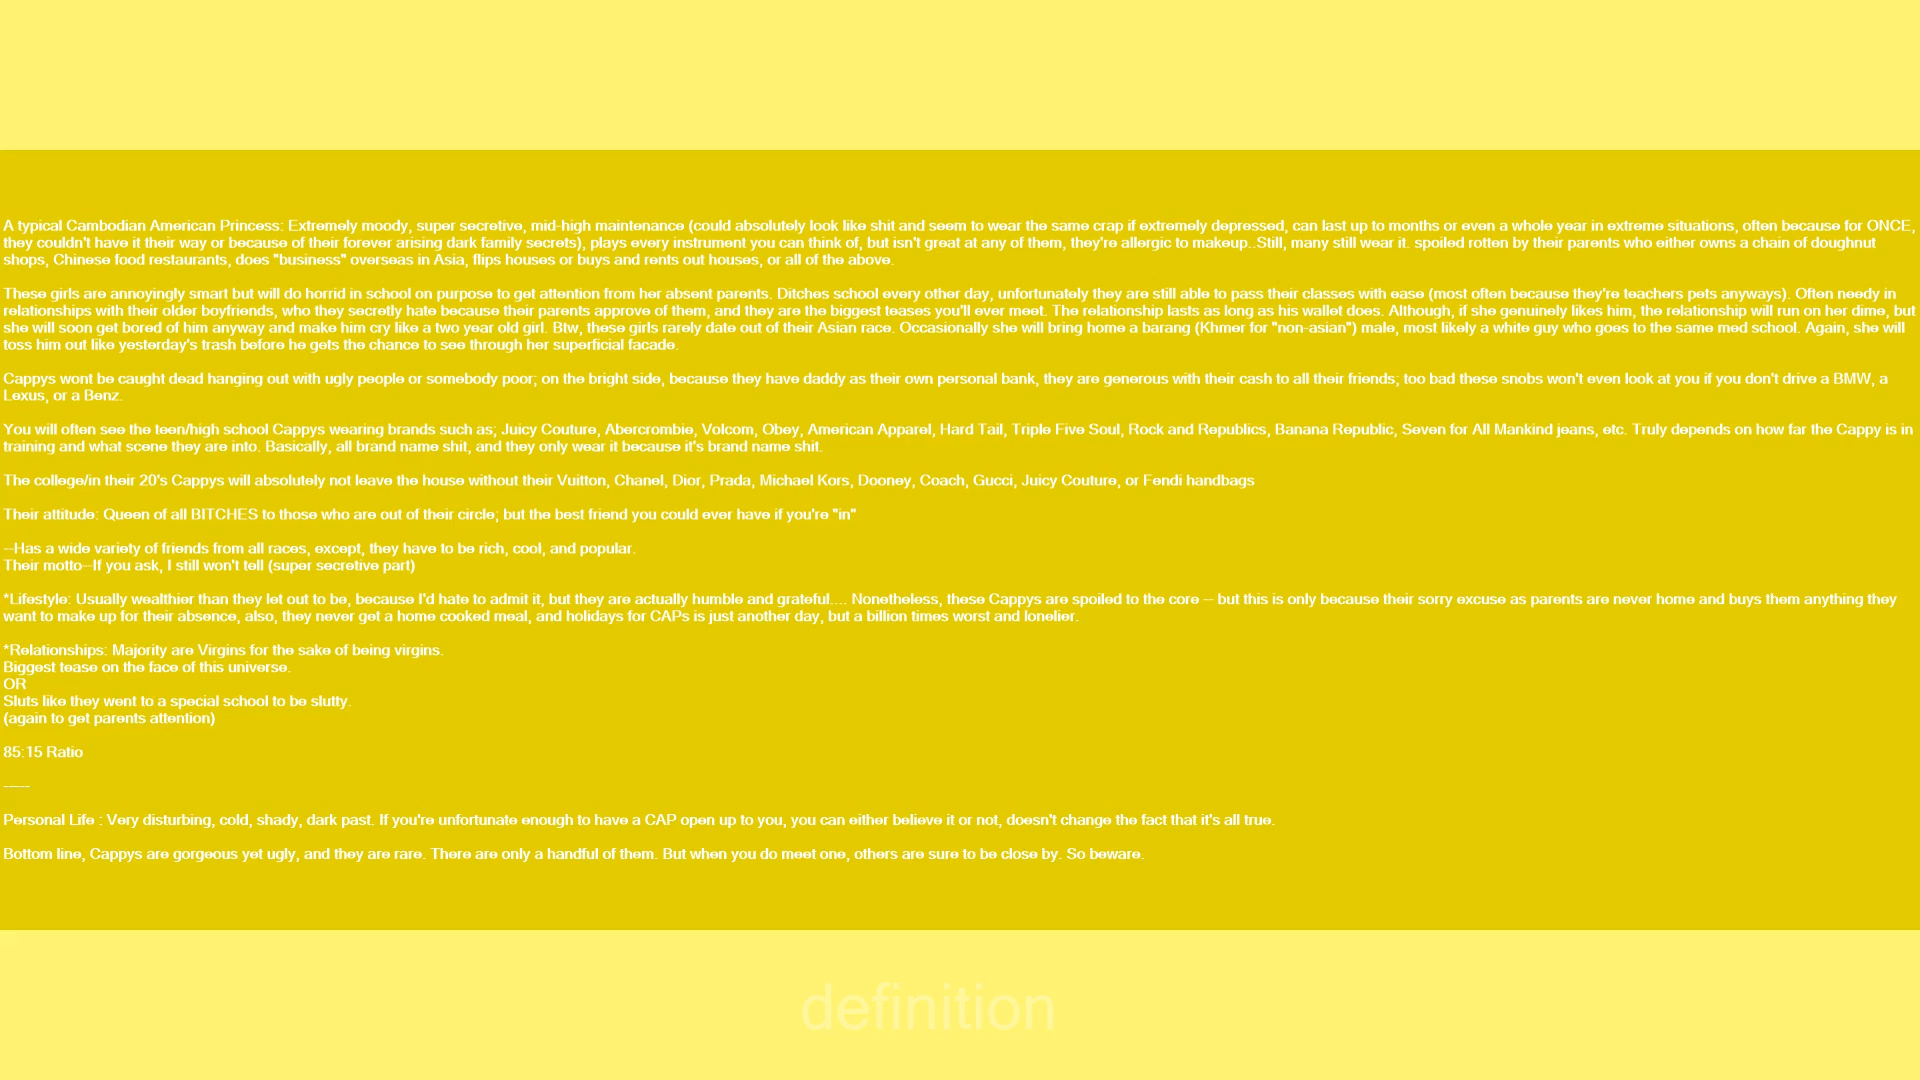 A typical Cambodian American Princess: Extremely moody, super secretive, mid-high maintenance (could absolutely look like shit and seem to wear the same crap if extremely depressed, can last up to months or even a whole year in extreme situations, often because for ONCE,
they couldn't have it their way or because of their forever arising dark family secrets), plays every instrument you can think of, but isn't great at any of them, they're allergic to makeup..Still, many still wear it. spoiled rotten by their parents who either owns a chain of doughnut
shops, Chinese food restaurants, does "business" overseas in Asia, flips houses or buys and rents out houses, or all of the above.
These girls are annoyingly smart but will do horrid in school on purpose to get attention from her absent parents. Ditches school every other day, unfortunately they are still able to pass their classes with ease (most often because they're teachers pets anyways). Often needy in
relationships with their older boyfriends, who they secretly hate because their parents approve of them, and they are the biggest teases you'll ever meet. The relationship lasts as long as his wallet does. Although, if she genuinely likes him, the relationship will run on her dime, but
she will soon get bored of him anyway and make him cry like a two year old girl. Btw, these girls rarely date out of their Asian race. Occasionally she will bring home a barang (Khmer for "non-asian") male, most likely a white guy who goes to the same med school. Again, she will
toss him out like yesterday's trash before he gets the chance to see through her superficial facade.
Cappys wont be caught dead hanging out with ugly people or somebody poor; on the bright side, because they have daddy as their own personal bank, they are generous with their cash to all their friends; too bad these snobs won't even look at you if you don't drive a BMW, a
Lexus, or a Benz.
You will often see the teen/high school Cappys wearing brands such as; Juicy Couture, Abercrombie, Volcom, Obey, American Apparel, Hard Tail, Triple Five Soul, Rock and Republics, Banana Republic, Seven for All Mankind jeans, etc. Truly depends on how far the Cappy is in
training and what scene they are into. Basically, all brand name shit, and they only wear it because it's brand name shit.
The college/in their 20's Cappys will absolutely not leave the house without their Vuitton, Chanel, Dior, Prada, Michael Kors, Dooney, Coach, Gucci, Juicy Couture, or Fendi handbags
Their attitude: Queen of all BITCHES to those who are out of their circle; but the best friend you could ever have if you're "in"
--Has a wide variety of friends from all races, except, they have to be rich, cool, and popular.
Their motto--If you ask, I still won't tell (super secretive part)
*Lifestyle: Usually wealthier than they let out to be, because I'd hate to admit it, but they are actually humble and grateful.... Nonetheless, these Cappys are spoiled to the core -- but this is only because their sorry excuse as parents are never home and buys them anything they
want to make up for their absence, also, they never get a home cooked meal, and holidays for CAPs is just another day, but a billion times worst and lonelier.
*Relationships: Majority are Virgins for the sake of being virgins.
Biggest tease on the face of this universe.
OR
Sluts like they went to a special school to be slutty.
(again to get parents attention)
85:15 Ratio
-----
Personal Life : Very disturbing, cold, shady, dark past. If you're unfortunate enough to have a CAP open up to you, you can either believe it or not, doesn't change the fact that it's all true.
Bottom line, Cappys are gorgeous yet ugly, and they are rare. There are only a handful of them. But when you do meet one, others are sure to be close by. So beware.
definition